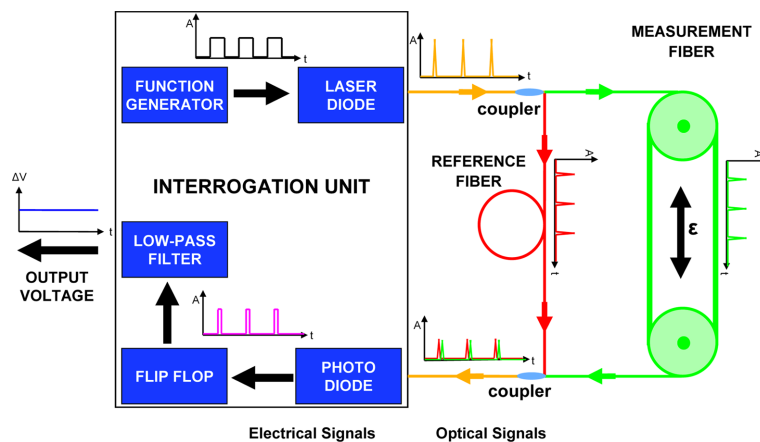 A
t
FUNCTION
GENERATOR
LASER
DIODE
A
t
coupler
MEASUREMENT
FIBER
REFERENCE
FIBER
A
t
ε
A
t
INTERROGATION UNIT
ΔV
t
OUTPUT
VOLTAGE
LOW-PASS
FILTER
A
t
FLIP FLOP
PHOTO
DIODE
A
t
coupler
Electrical Signals
Optical Signals